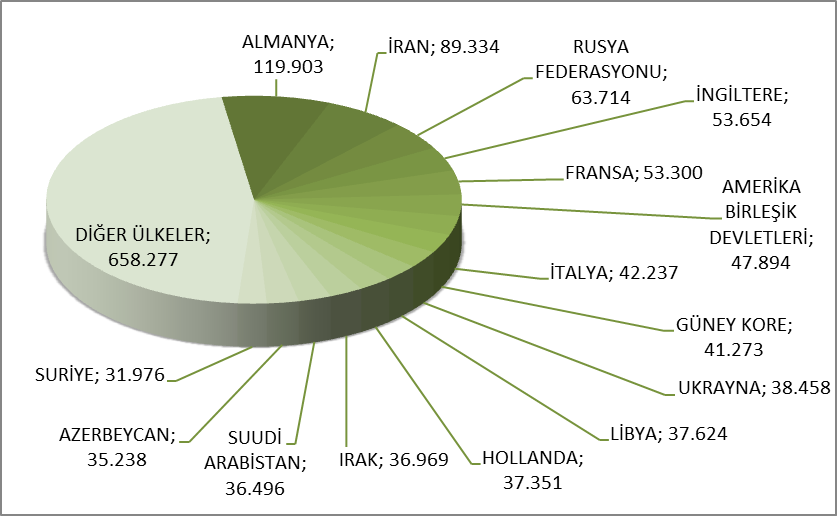 ALMANYA;
119.903
İRAN; 89.334
RUSYA
FEDERASYONU;
63.714
İNGİLTERE;
53.654
FRANSA; 53.300
AMERİKA
BİRLEŞİK
DEVLETLERİ;
47.894
İTALYA; 42.237
GÜNEY KORE;
41.273
UKRAYNA; 38.458
LİBYA; 37.624
HOLLANDA;
37.351
IRAK; 36.969
SUUDİ
ARABİSTAN;
36.496
AZERBEYCAN;
35.238
SURİYE; 31.976
DİĞER ÜLKELER;
658.277